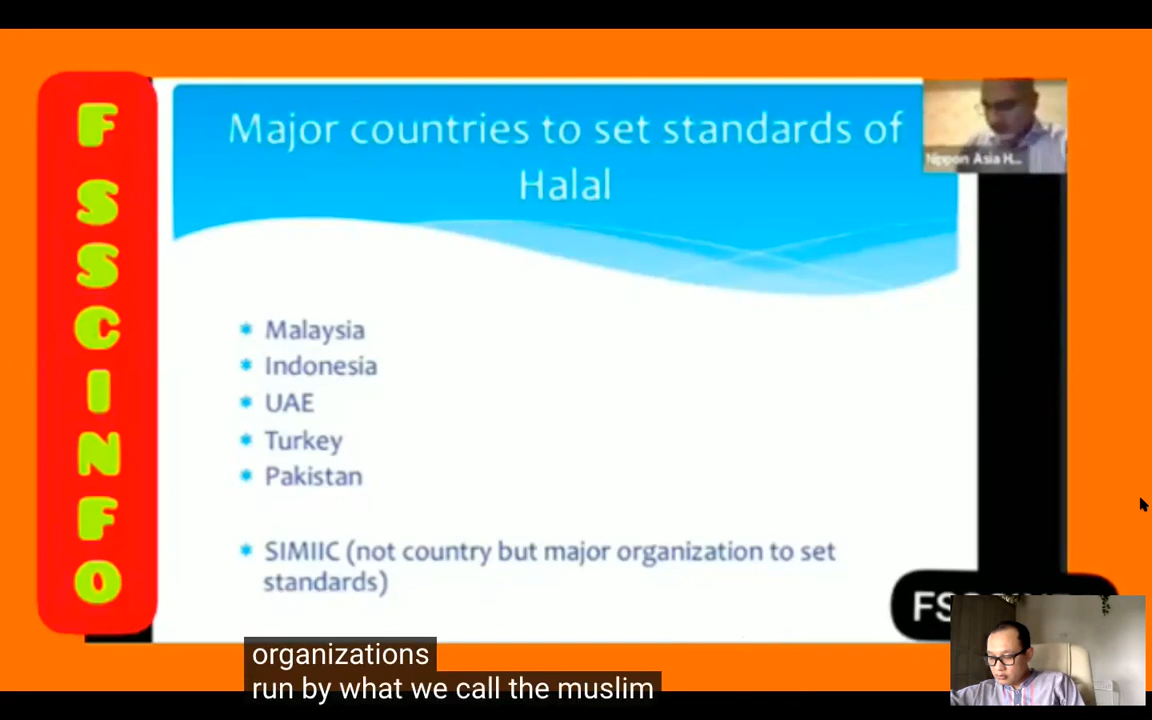 FSSCINFO
Major countries to set standards of
Halal
Nippon Asia H...
Malaysia
Indonesia
UAE
Turkey
Pakistan
SIMIIC (not country but major organization to set
standards)
organizations
run by what we call the muslim